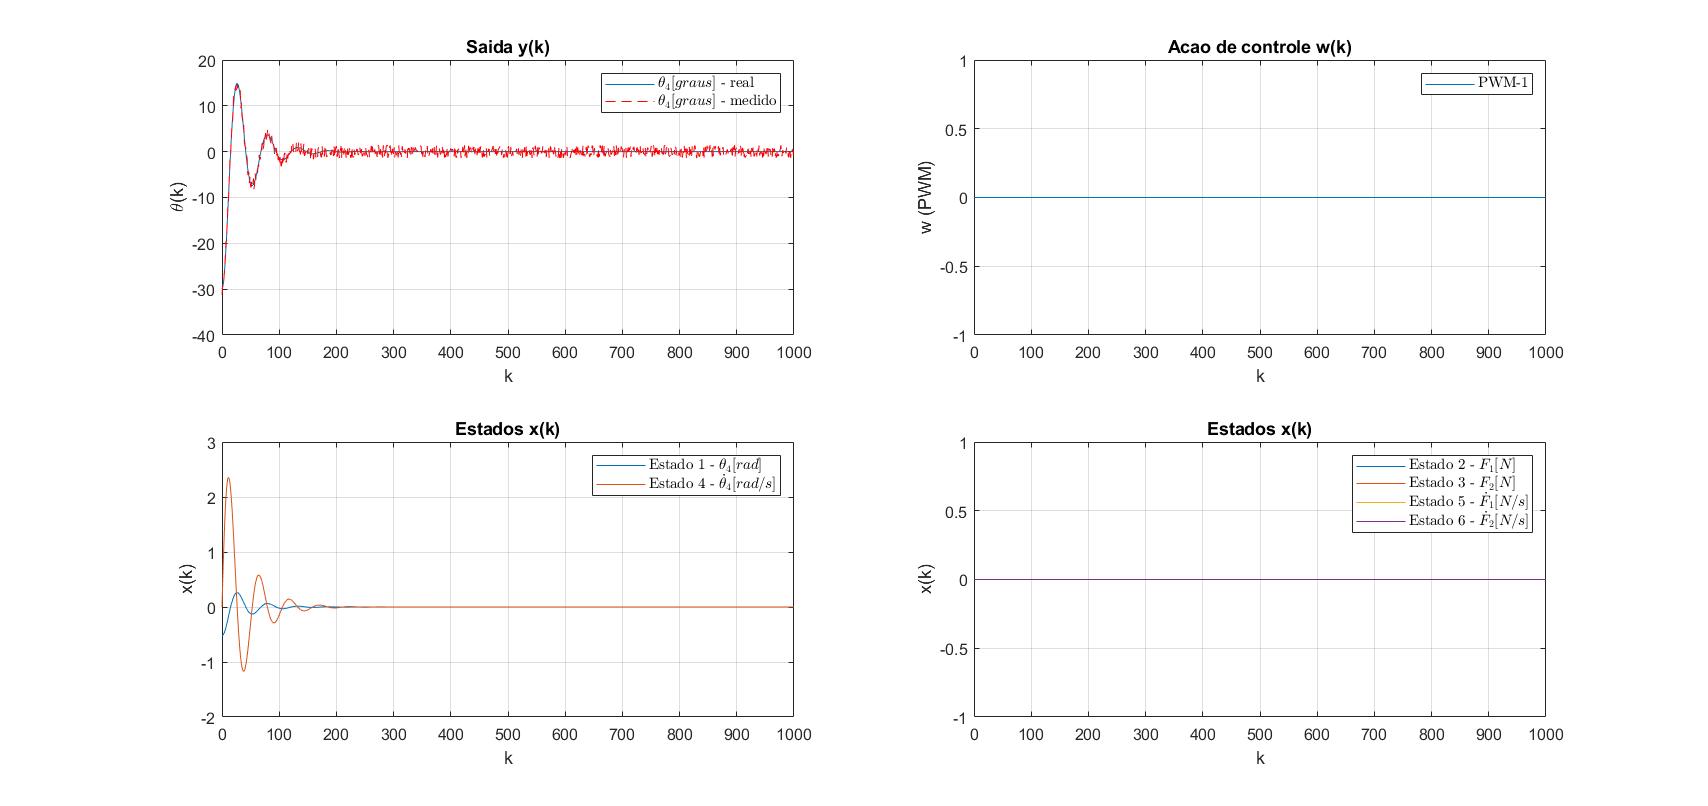 Saida y(k)
20
10
0
-10
-20
-30
-40
θ(k)
θ₄[graus] - real
θ₄[graus] - medido
0 100 200 300 400 500 600 700 800 900 1000
k
Acao de controle w(k)
1
0.5
0
-0.5
-1
w (PWM)
PWM-1
0 100 200 300 400 500 600 700 800 900 1000
k
Estados x(k)
3
2
1
0
-1
-2
x(k)
Estado 1 - θ₄[rad]
Estado 4 - θ̇₄[rad/s]
0 100 200 300 400 500 600 700 800 900 1000
k
Estados x(k)
1
0.5
0
-0.5
-1
x(k)
Estado 2 - F₁[N]
Estado 3 - F₂[N]
Estado 5 - Ḟ₁[N/s]
Estado 6 - Ḟ₂[N/s]
0 100 200 300 400 500 600 700 800 900 1000
k